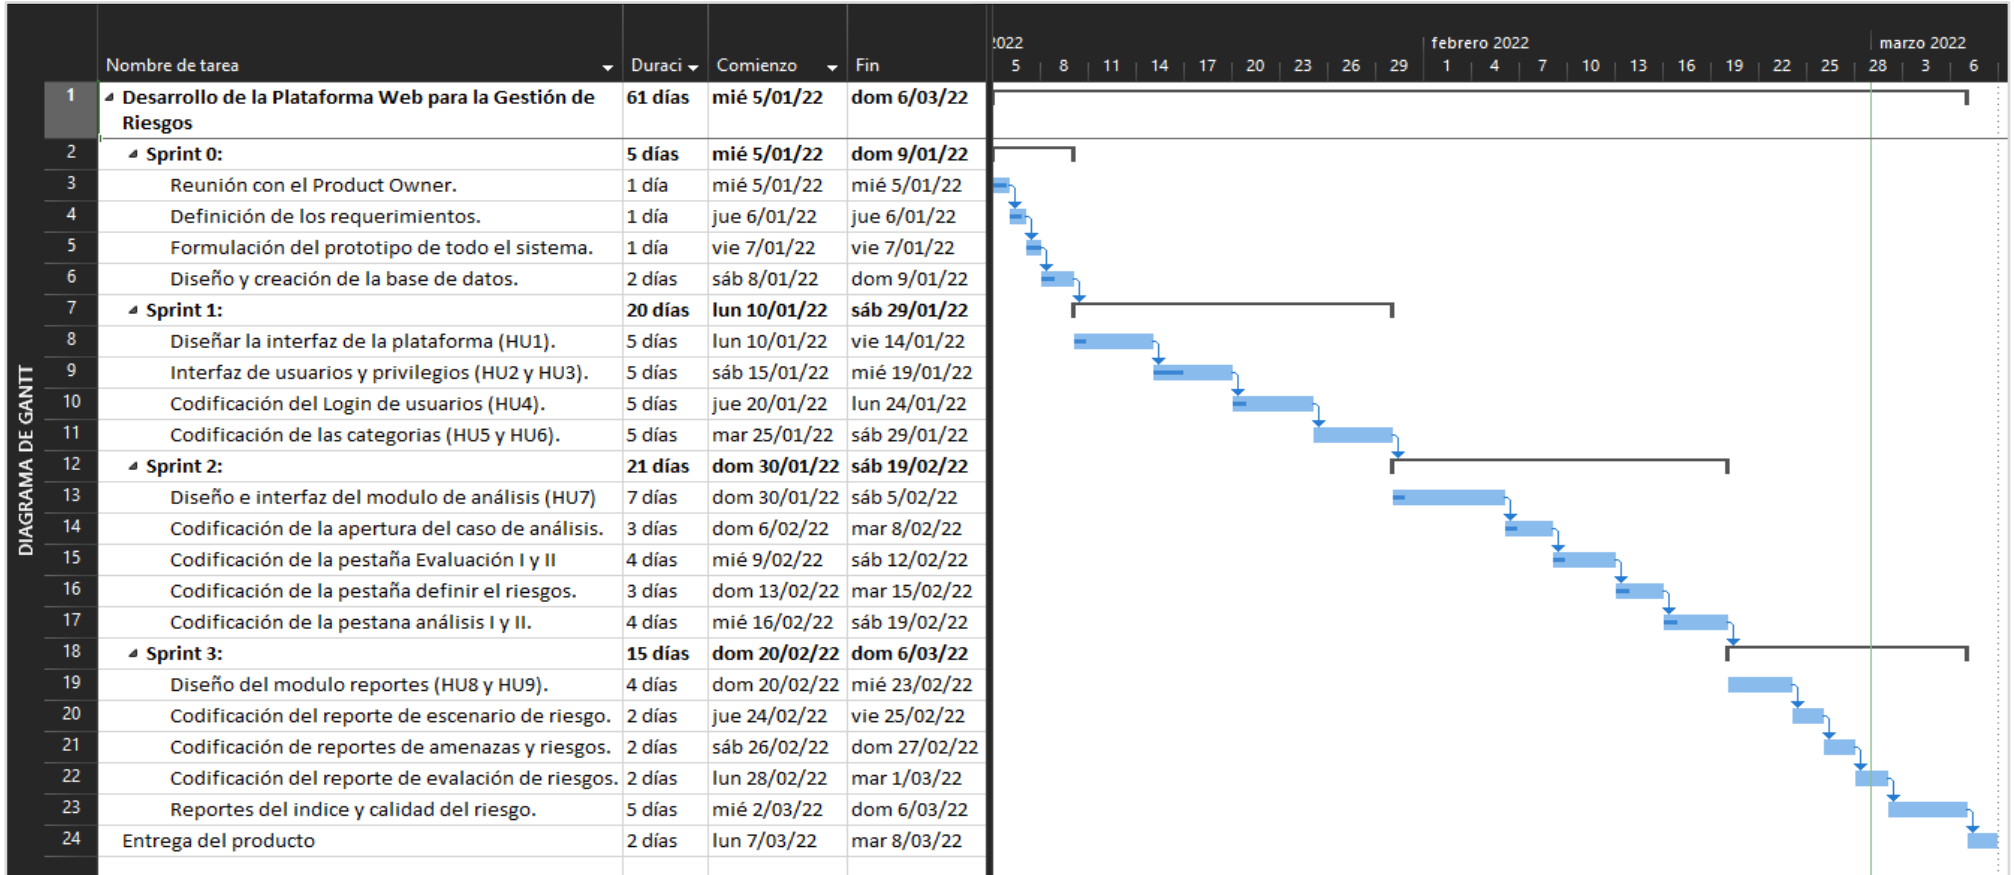 2022 febrero 2022 marzo 2022
Nombre de tarea Duraci Comienzo Fin 5 8 11 14 17 20 23 26 29 1 4 7 10 13 16 19 22 25 28 3 6
DIAGRAMA DE GANTT
1 Desarrollo de la Plataforma Web para la Gestión de 61 días mié 5/01/22 dom 6/03/22
Riesgos
2 Sprint 0: 5 días mié 5/01/22 dom 9/01/22
3 Reunión con el Product Owner. 1 día mié 5/01/22 mié 5/01/22
4 Definición de los requerimientos. 1 día jue 6/01/22 jue 6/01/22
5 Formulación del prototipo de todo el sistema. 1 día vie 7/01/22 vie 7/01/22
6 Diseño y creación de la base de datos. 2 días sáb 8/01/22 dom 9/01/22
7 Sprint 1: 20 días lun 10/01/22 sáb 29/01/22
8 Diseñar la interfaz de la plataforma (HU1). 5 días lun 10/01/22 vie 14/01/22
9 Interfaz de usuarios y privilegios (HU2 y HU3). 5 días sáb 15/01/22 mié 19/01/22
10 Codificación del Login de usuarios (HU4). 5 días jue 20/01/22 lun 24/01/22
11 Codificación de las categorias (HU5 y HU6). 5 días mar 25/01/22 sáb 29/01/22
12 Sprint 2: 21 días dom 30/01/22 sáb 19/02/22
13 Diseño e interfaz del modulo de análisis (HU7) 7 días dom 30/01/22 sáb 5/02/22
14 Codificación de la apertura del caso de análisis. 3 días dom 6/02/22 mar 8/02/22
15 Codificación de la pestaña Evaluación I y II 4 días mié 9/02/22 sáb 12/02/22
16 Codificación de la pestaña definir el riesgos. 3 días dom 13/02/22 mar 15/02/22
17 Codificación de la pestana análisis I y II. 4 días mié 16/02/22 sáb 19/02/22
18 Sprint 3: 15 días dom 20/02/22 dom 6/03/22
19 Diseño del modulo reportes (HU8 y HU9). 4 días dom 20/02/22 mié 23/02/22
20 Codificación del reporte de escenario de riesgo. 2 días jue 24/02/22 vie 25/02/22
21 Codificación de reportes de amenazas y riesgos. 2 días sáb 26/02/22 dom 27/02/22
22 Codificación del reporte de evalación de riesgos. 2 días lun 28/02/22 mar 1/03/22
23 Reportes del indice y calidad del riesgo. 5 días mié 2/03/22 dom 6/03/22
24 Entrega del producto 2 días lun 7/03/22 mar 8/03/22